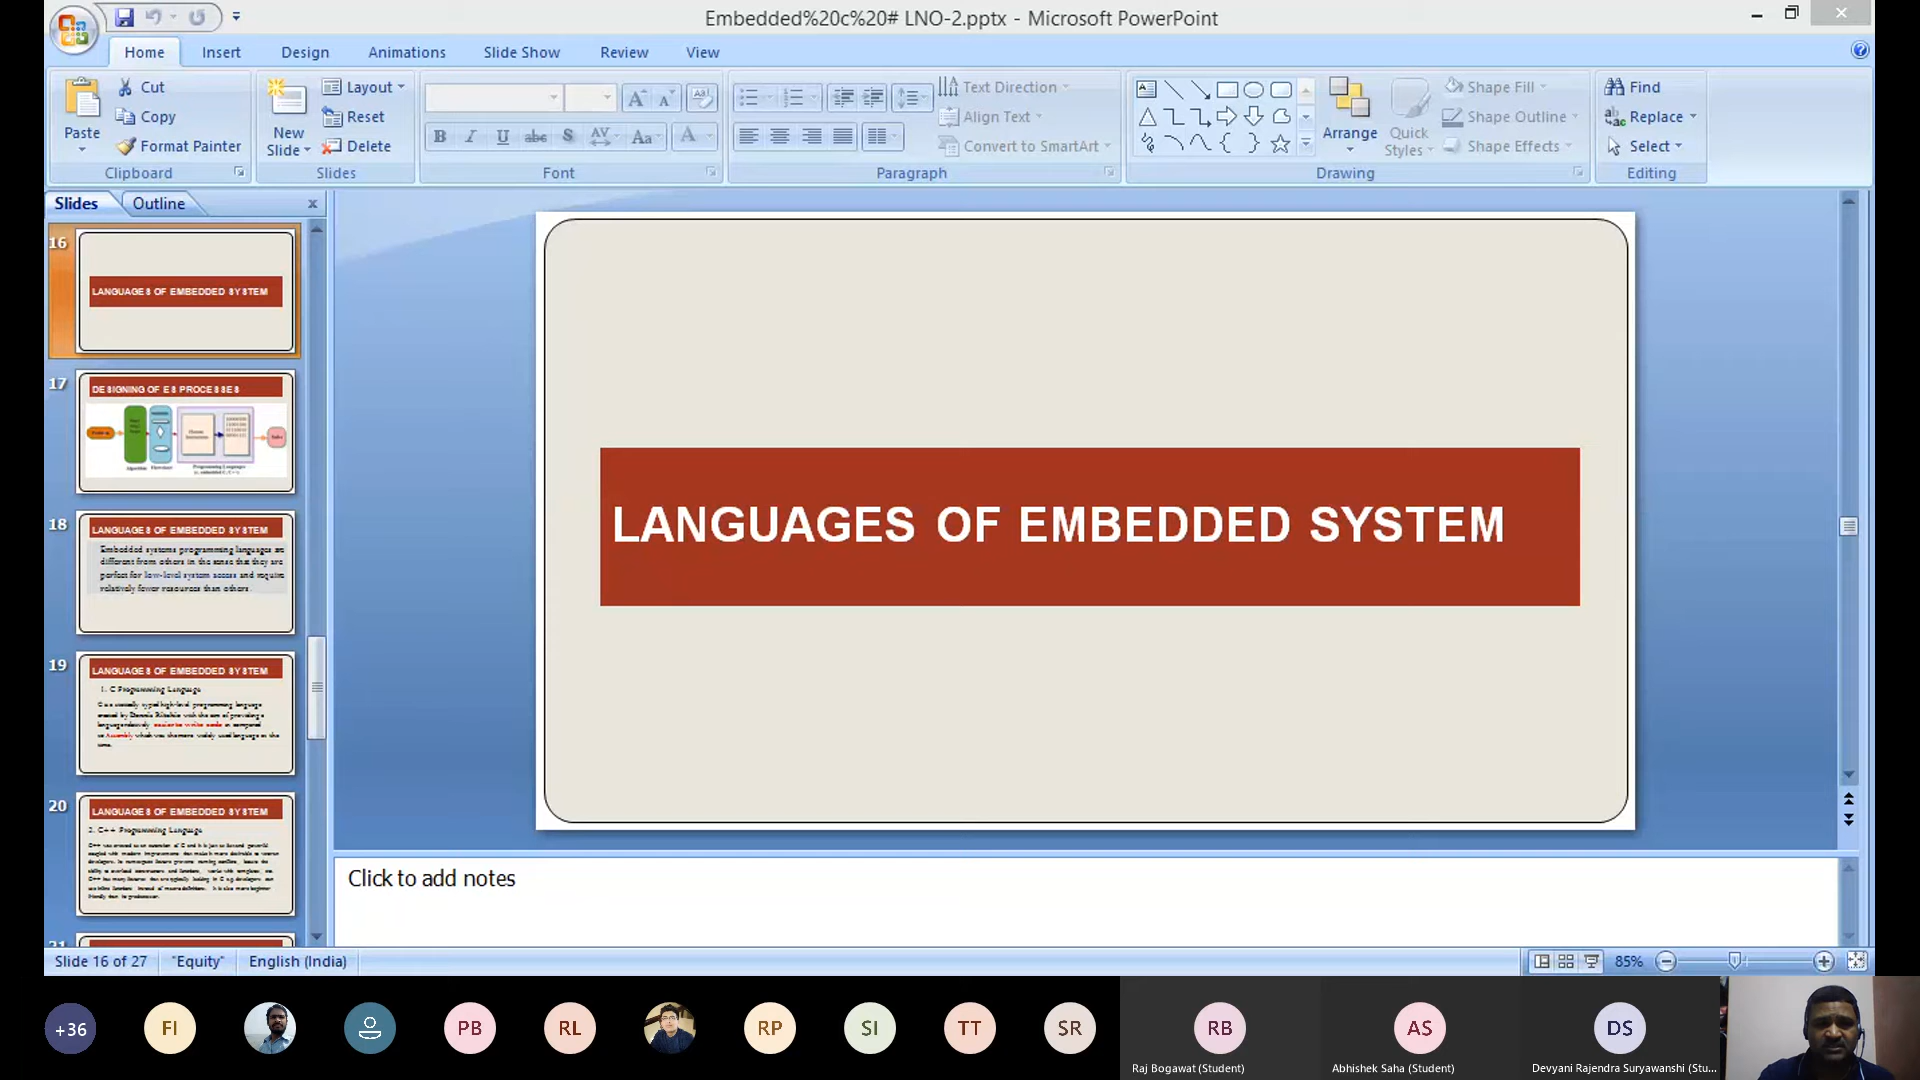 Embedded%20c%20# LNO-2.pptx - Microsoft PowerPoint
Home Insert Design Animations Slide Show Review View
Paste
Cut
Copy
Format Painter
Clipboard
New Slide
Layout
Reset
Delete
Slides
B I U abc S AV Aa A
Font
Paragraph
Text Direction
Align Text
Convert to SmartArt
Arrange
Quick Styles
Shape Fill
Shape Outline
Shape Effects
Drawing
Find
Replace
Select
Editing
Slides Outline x
16
LANGUAGES OF EMBEDDED SYSTEM
17
DESIGNING OF ES PROCESSES
18
LANGUAGES OF EMBEDDED SYSTEM
Embedded systems programming languages are
different from others in the sense that they are
perfect for low-level system access and require
relatively fewer resources than others.
19
LANGUAGES OF EMBEDDED SYSTEM
1. C Programming Language
20
LANGUAGES OF EMBEDDED SYSTEM
2. C++ Programming Language
21
LANGUAGES OF EMBEDDED SYSTEM
Click to add notes
Slide 16 of 27 "Equity" English (India) 85%
+36 FI PB RL RP SI TT SR RB AS DS
Raj Bogawat (Student) Abhishek Saha (Student) Devyani Rajendra Suryawanshi (Stu...